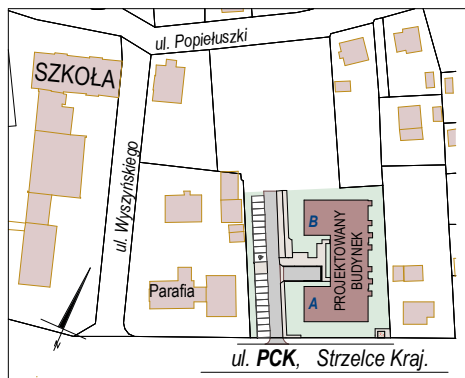 ul. Popiełuszki
SZKOŁA
ul. Wyszyńskiego
B
PROJEKTOWANY
BUDYNEK
A
Parafia
N
ul. PCK, Strzelce Kraj.